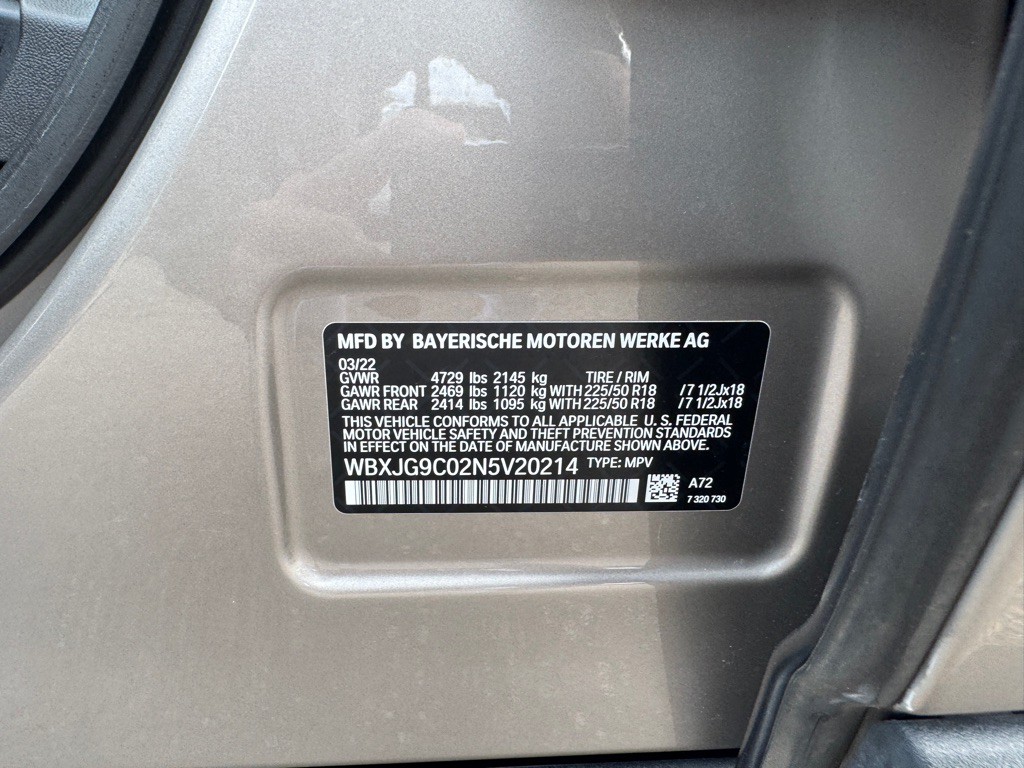 MFD BY BAYERISCHE MOTOREN WERKE AG
03/22
GVWR 4729 lbs 2145 kg TIRE / RIM
GAWR FRONT 2469 lbs 1120 kg WITH 225/50 R18 /7 1/2Jx18
GAWR REAR 2414 lbs 1095 kg WITH 225/50 R18 /7 1/2Jx18
THIS VEHICLE CONFORMS TO ALL APPLICABLE U. S. FEDERAL
MOTOR VEHICLE SAFETY AND THEFT PREVENTION STANDARDS
IN EFFECT ON THE DATE OF MANUFACTURE SHOWN ABOVE.
WBXJG9C02N5V20214 TYPE: MPV
A72
7 320 730